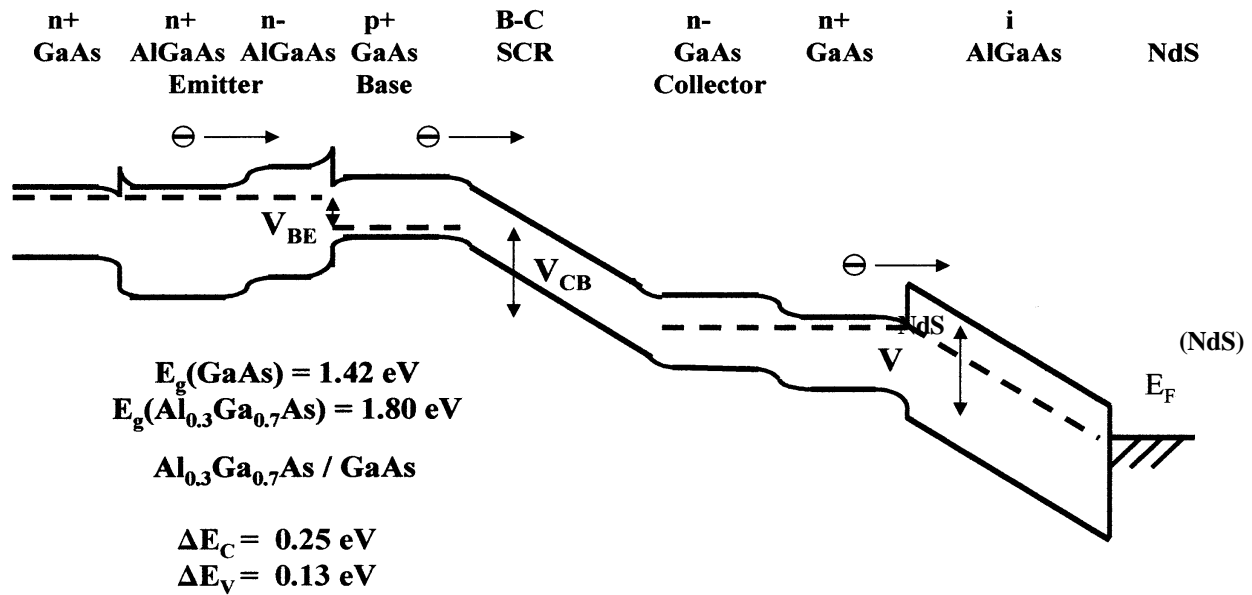 n+ n+ n- p+ B-C n- n+ i
GaAs AlGaAs AlGaAs GaAs SCR GaAs GaAs AlGaAs NdS
Emitter Base Collector
V_BE
V_CB
NdS
(NdS)
V
E_F
E_g(GaAs) = 1.42 eV
E_g(Al_0.3Ga_0.7As) = 1.80 eV
Al_0.3Ga_0.7As / GaAs
ΔE_C = 0.25 eV
ΔE_V = 0.13 eV